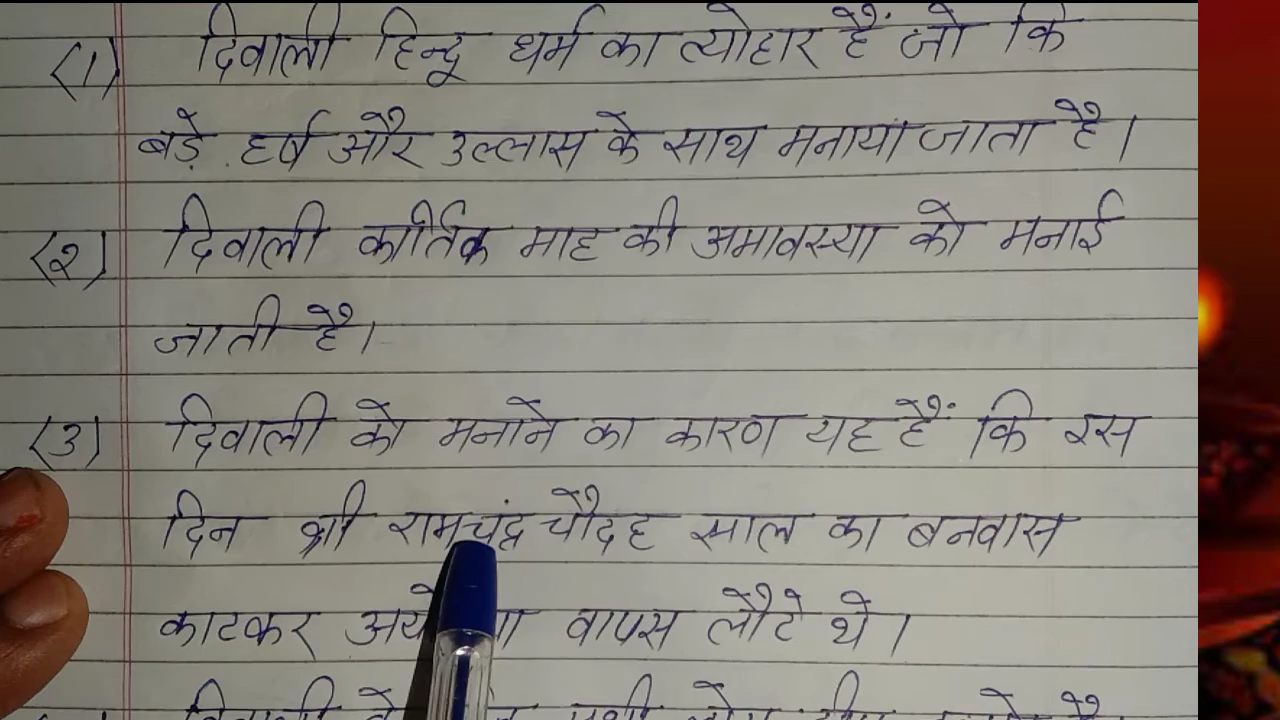 (1) दिवाली हिन्दू धर्म का त्योहार हैं जो कि
बड़े हर्ष और उल्लास के साथ मनाया जाता है।
(२) दिवाली कार्तिक माह की अमावस्या को मनाई
जाती है।
(3) दिवाली को मनाने का कारण यह हैं कि इस
दिन श्री रामचंद्र चौदह साल का बनवास
काटकर वापस लौटे थे।
दिवाली